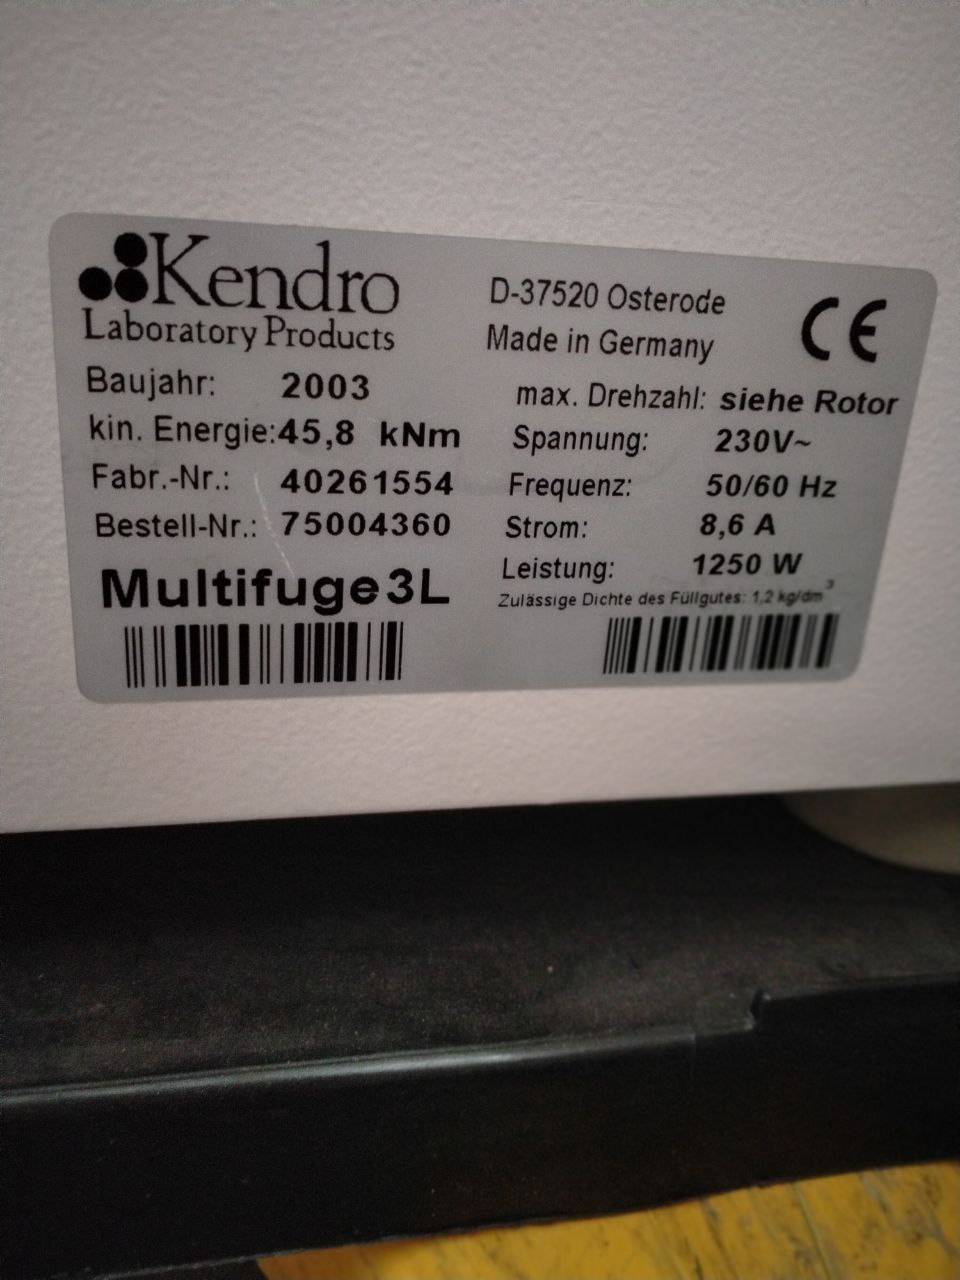 Kendro
Laboratory Products
D-37520 Osterode
Made in Germany
CE
Baujahr: 2003
kin. Energie: 45,8 kNm
Fabr.-Nr.: 40261554
Bestell-Nr.: 75004360
Multifuge 3L
max. Drehzahl: siehe Rotor
Spannung: 230V~
Frequenz: 50/60 Hz
Strom: 8,6 A
Leistung: 1250 W
Zulässige Dichte des Füllgutes: 1,2 kg/dm³